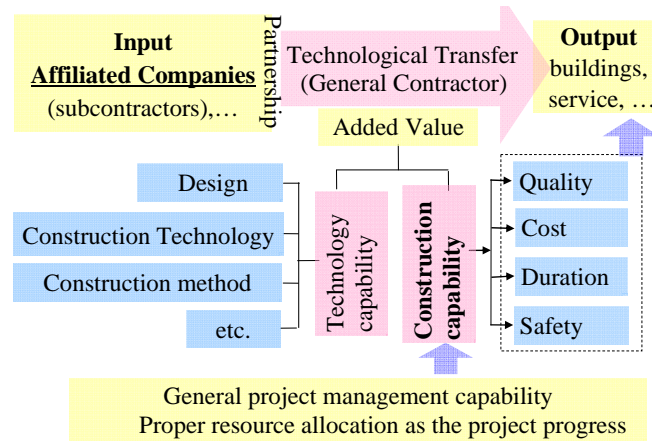 Input
Affiliated Companies
(subcontractors),…
Partnership
Technological Transfer
(General Contractor)
Output
buildings,
service, …
Added Value
Design
Construction Technology
Construction method
etc.
Technology
capability
Construction
capability
Quality
Cost
Duration
Safety
General project management capability
Proper resource allocation as the project progress